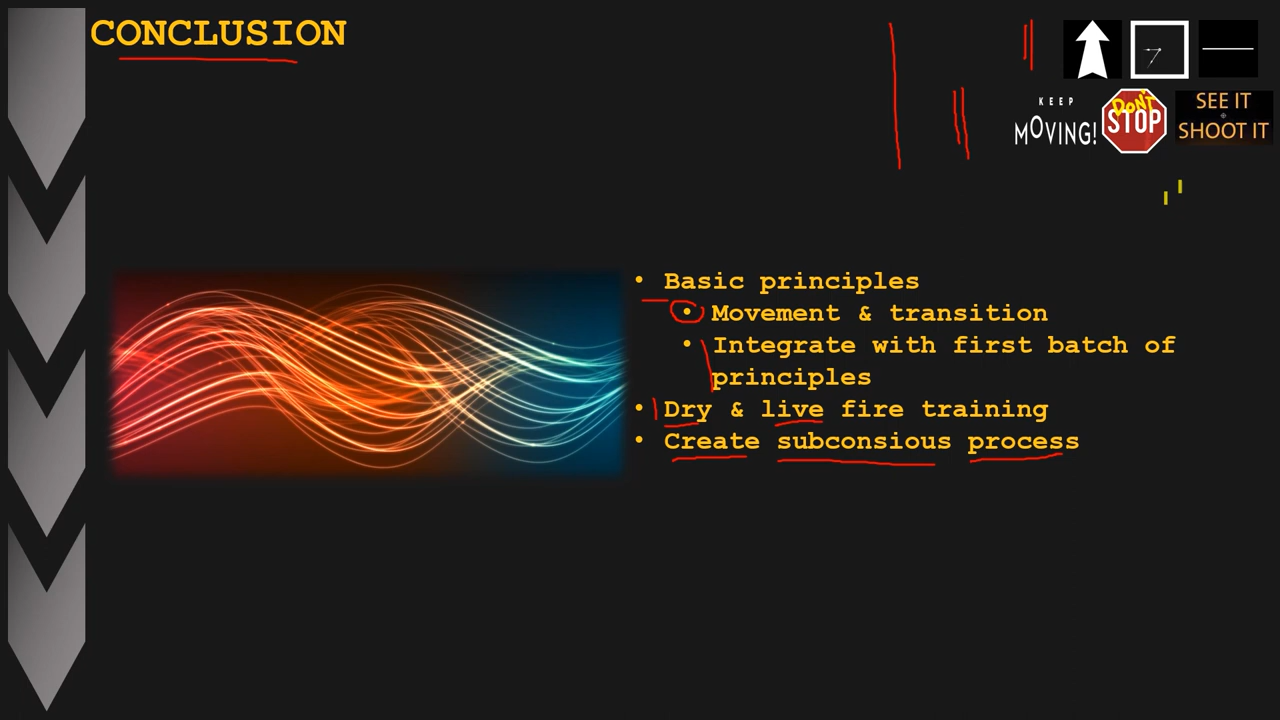 CONCLUSION
KEEP
MOVING!
DON'T
STOP
SEE IT
SHOOT IT
• Basic principles
• Movement & transition
• Integrate with first batch of
principles
• Dry & live fire training
• Create subconsious process